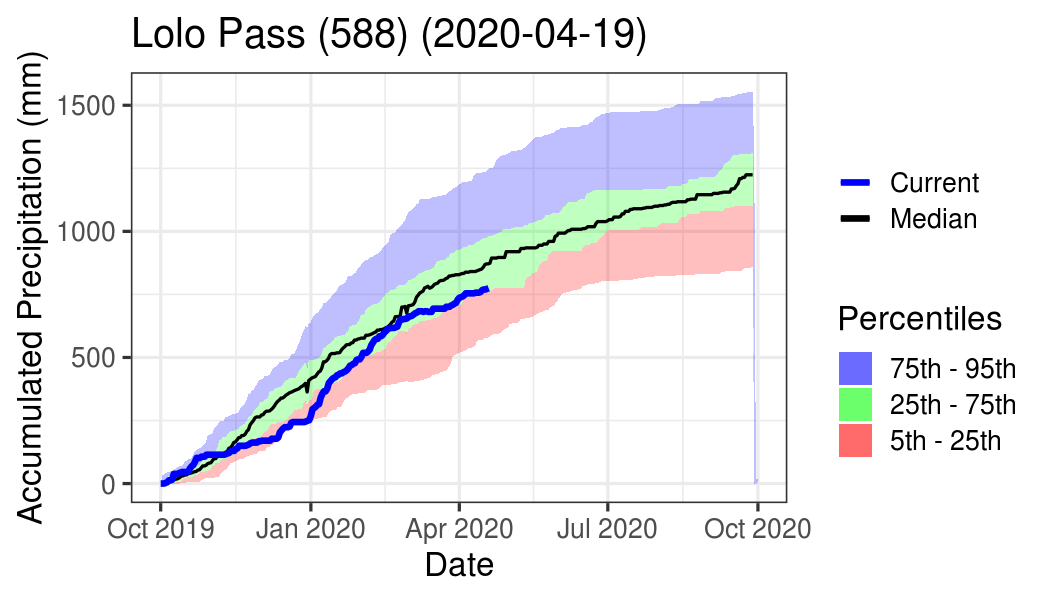 Lolo Pass (588) (2020-04-19)
Accumulated Precipitation (mm)
1500
1000
500
0
Oct 2019
Jan 2020
Apr 2020
Jul 2020
Oct 2020
Date
Current
Median
Percentiles
75th - 95th
25th - 75th
5th - 25th